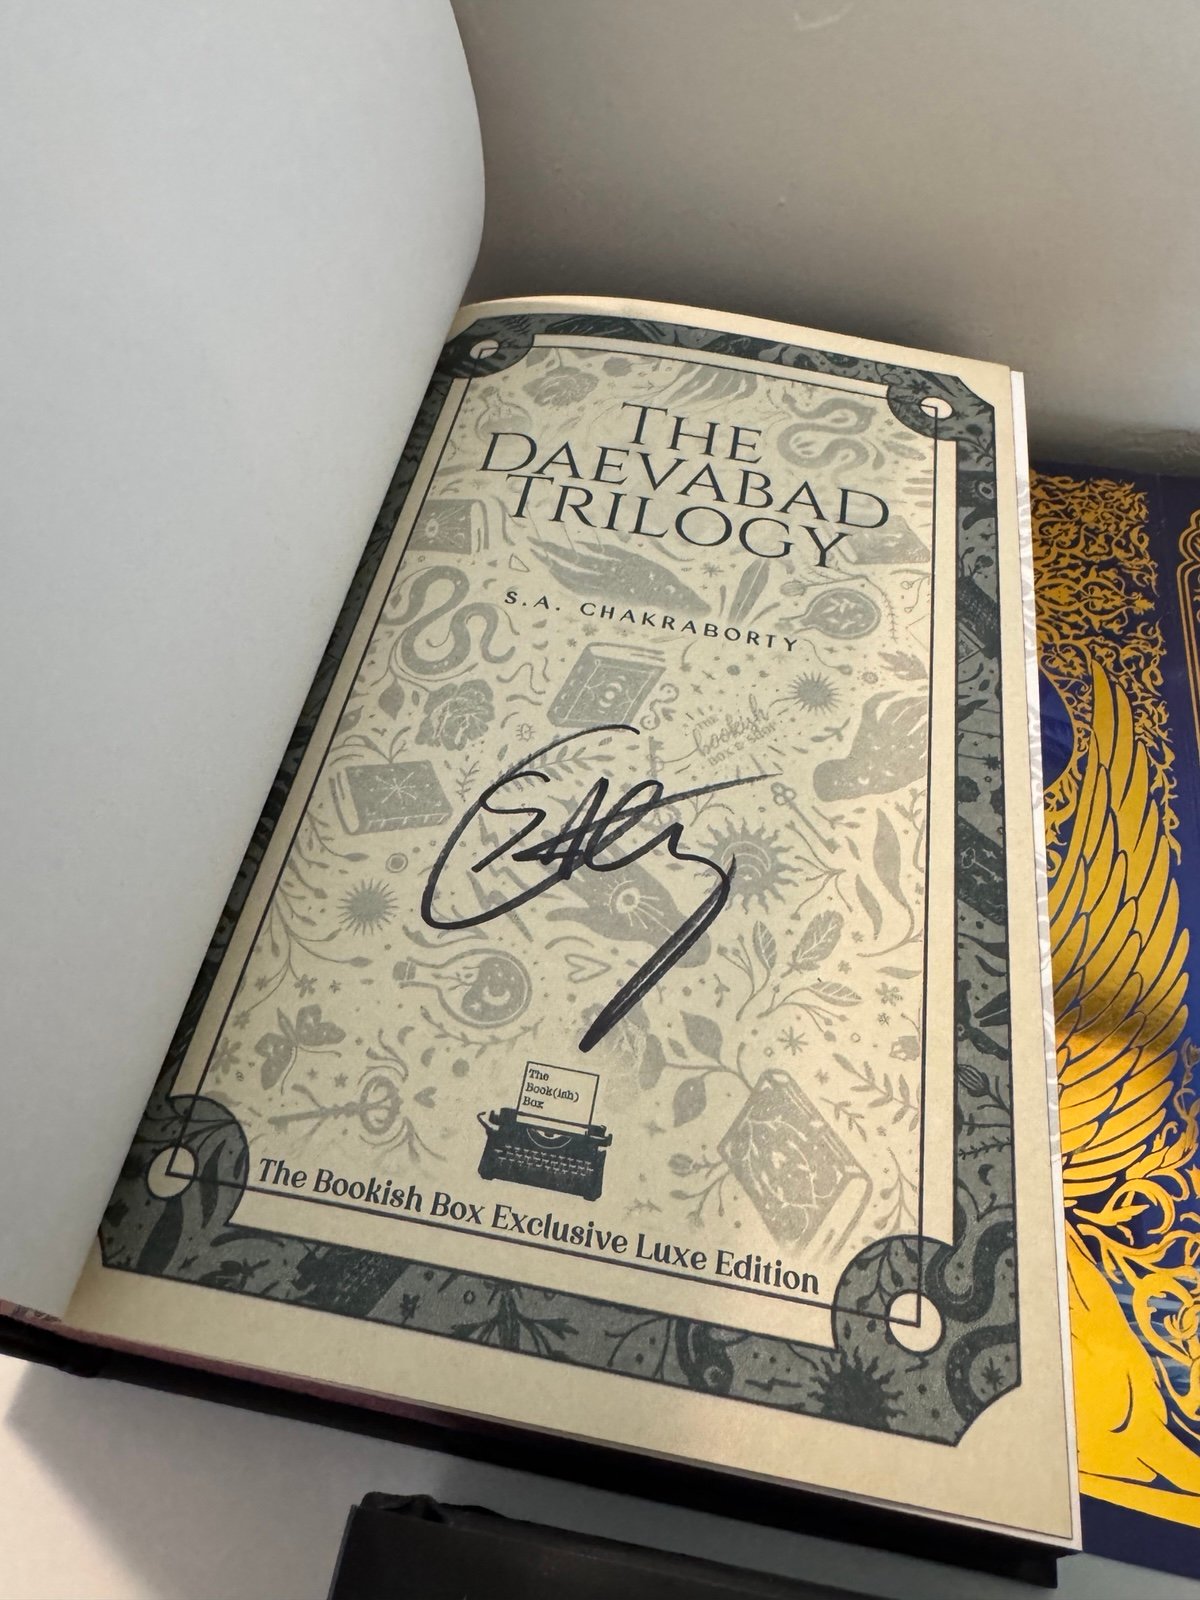 THE
DAEVABAD
TRILOGY
S.A. CHAKRABORTY
THE
bookish
BOX & SHOP
The
Book(ish)
Box
The Bookish Box Exclusive Luxe Edition